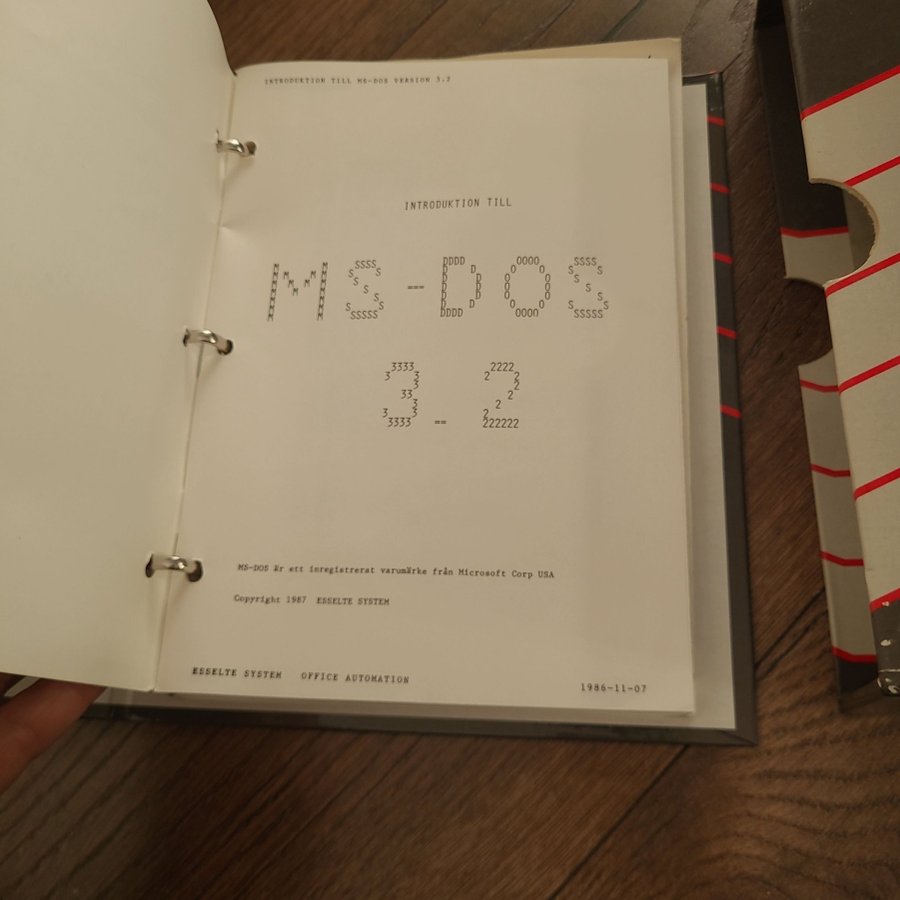 INTRODUKTION TILL MS-DOS VERSION 3.2
INTRODUKTION TILL
MS-DOS
3.2
MS-DOS är ett inregistrerat varumärke från Microsoft Corp USA
Copyright 1987 ESSELTE SYSTEM
ESSELTE SYSTEM OFFICE AUTOMATION
1986-11-07